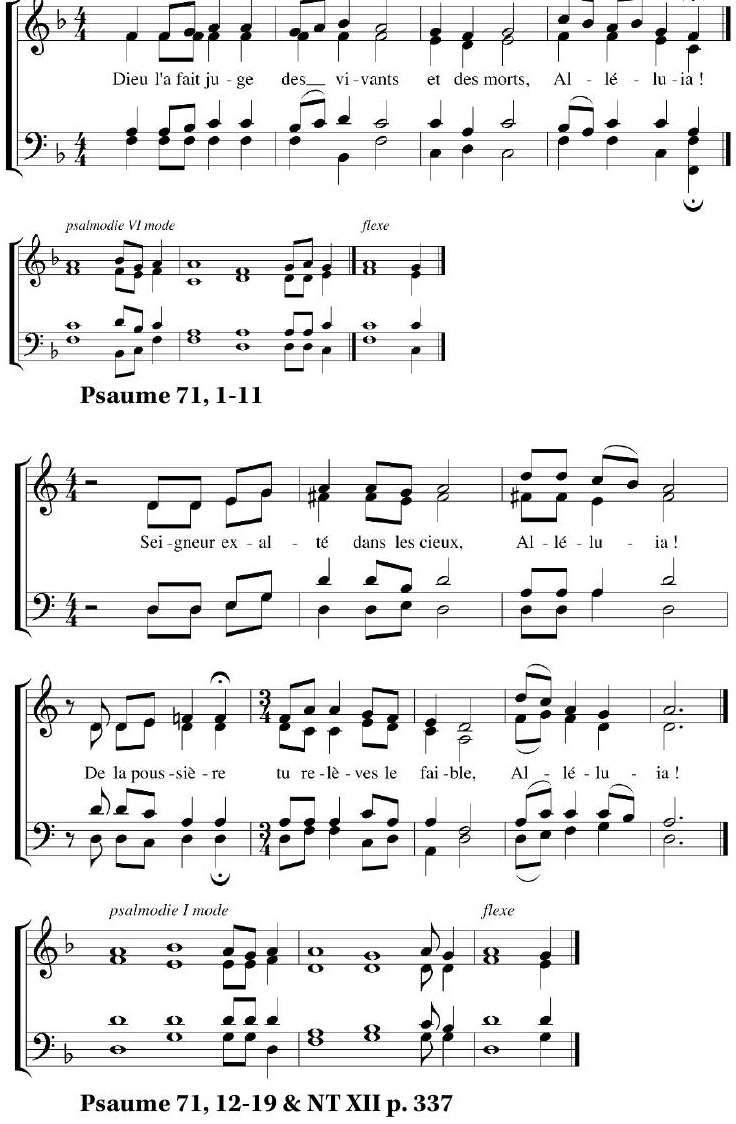 Dieu l'a fait ju - ge des vi - vants et des morts, Al - lé - lu - ia !
psalmodie VI mode flexe
Psaume 71, 1-11
Sei - gneur ex - al - té dans les cieux, Al - lé - lu - ia !
De la pous - siè - re tu re - lè - ves le fai - ble, Al - lé - lu - ia !
psalmodie I mode flexe
Psaume 71, 12-19 & NT XII p. 337